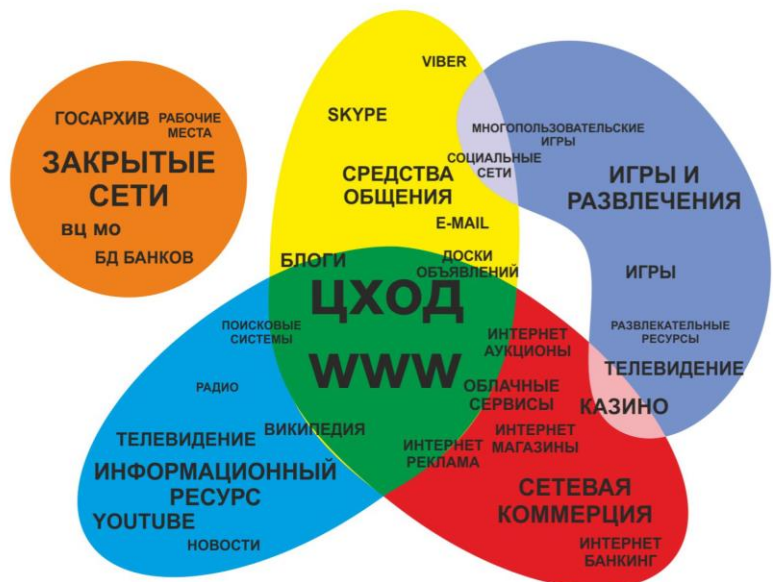 ГОСАРХИВ
РАБОЧИЕ
МЕСТА
ЗАКРЫТЫЕ
СЕТИ
ВЦ МО
БД БАНКОВ
VIBER
SKYPE
СРЕДСТВА
ОБЩЕНИЯ
E-MAIL
БЛОГИ
ДОСКИ
ОБЪЯВЛЕНИЙ
МНОГОПОЛЬЗОВАТЕЛЬСКИЕ
ИГРЫ
СОЦИАЛЬНЫЕ
СЕТИ
ИГРЫ И
РАЗВЛЕЧЕНИЯ
ИГРЫ
РАЗВЛЕКАТЕЛЬНЫЕ
РЕСУРСЫ
ТЕЛЕВИДЕНИЕ
КАЗИНО
ЦХОД
WWW
ПОИСКОВЫЕ
СИСТЕМЫ
РАДИО
ВИКИПЕДИЯ
ТЕЛЕВИДЕНИЕ
ИНФОРМАЦИОННЫЙ
РЕСУРС
YOUTUBE
НОВОСТИ
ИНТЕРНЕТ
АУКЦИОНЫ
ОБЛАЧНЫЕ
СЕРВИСЫ
ИНТЕРНЕТ
МАГАЗИНЫ
ИНТЕРНЕТ
РЕКЛАМА
СЕТЕВАЯ
КОММЕРЦИЯ
ИНТЕРНЕТ
БАНКИНГ